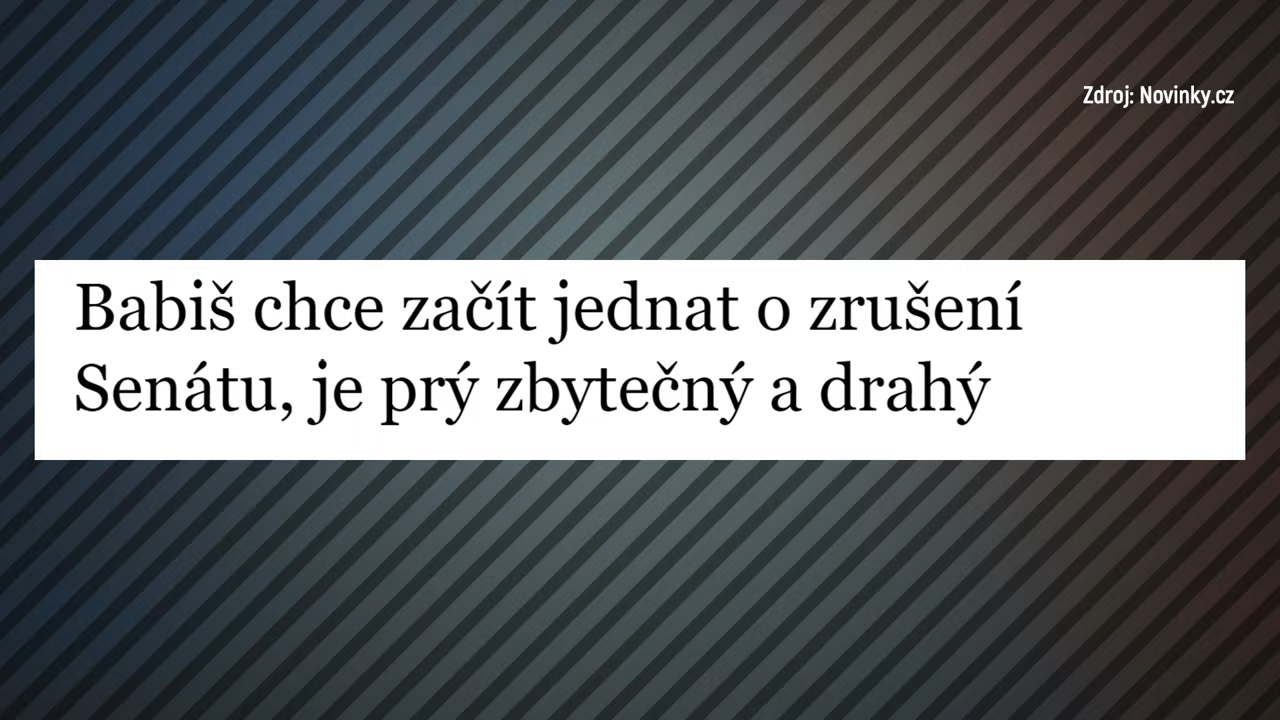 Zdroj: Novinky.cz
Babiš chce začít jednat o zrušení
Senátu, je prý zbytečný a drahý